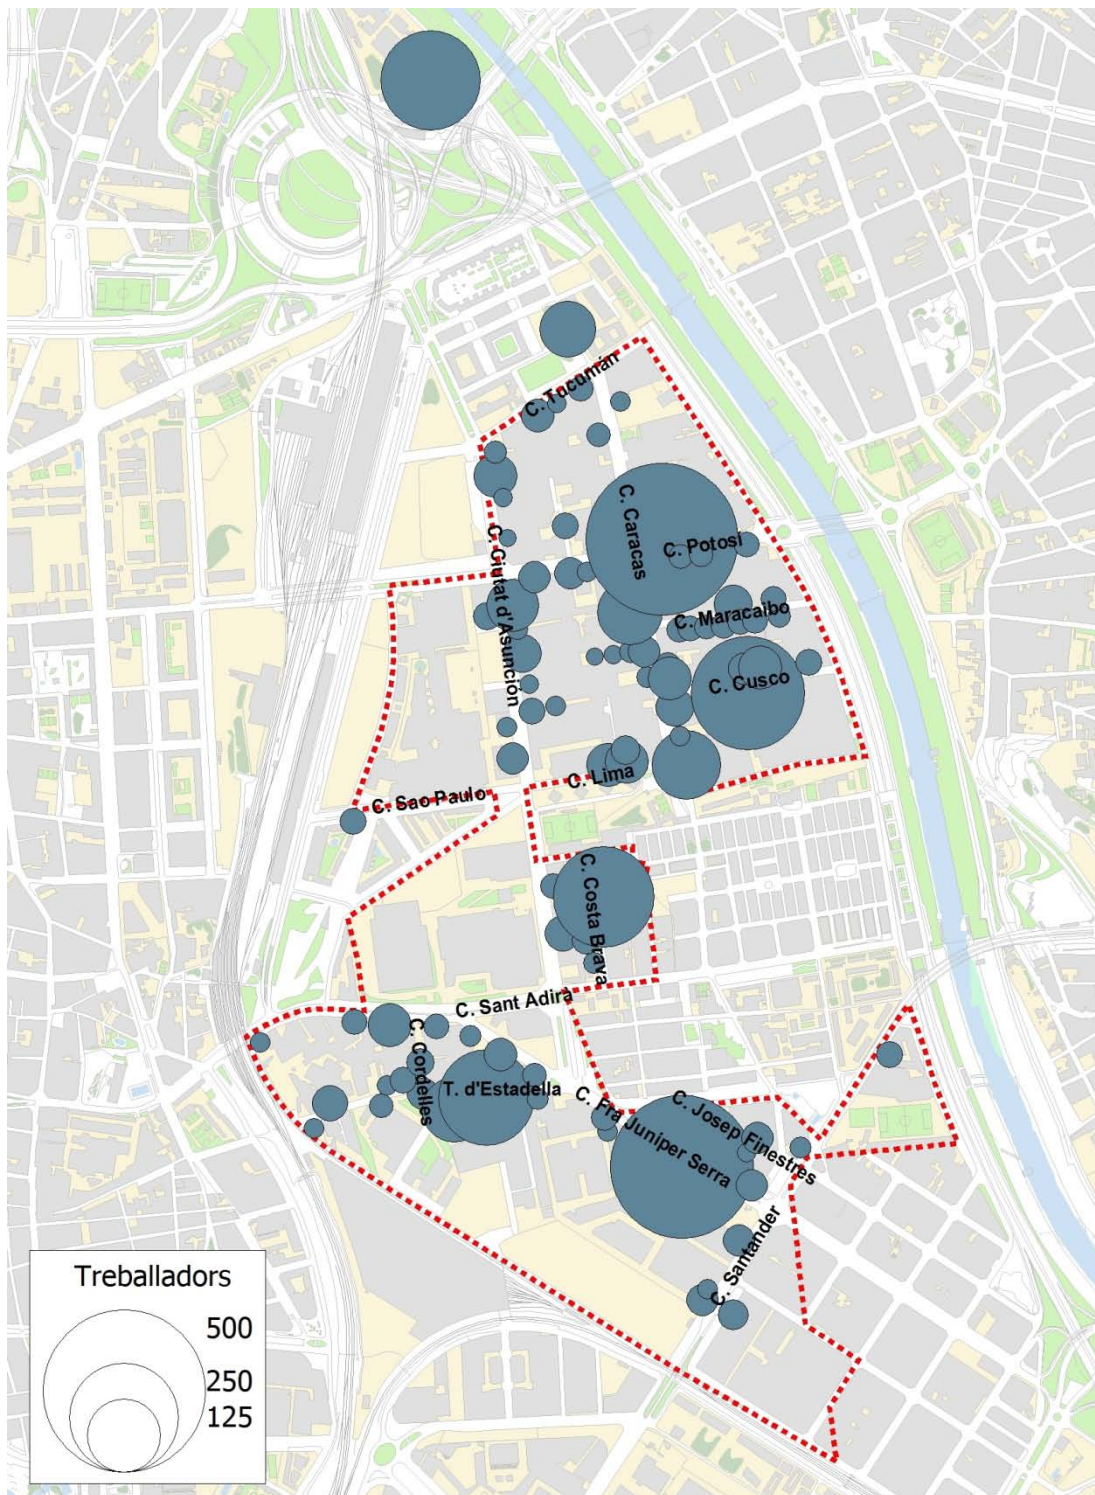 C. Tucumán
C. Caracas
C. Potosí
C. Ciutat d'Asunción
C. Maracaibo
C. Cusco
C. Lima
C. Sao Paulo
C. Costa Brava
C. Sant Adirà
C. Cordelles
T. d'Estadella
C. Fra Juniper Serra
C. Josep Finestres
C. Santander
Treballadors
500
250
125